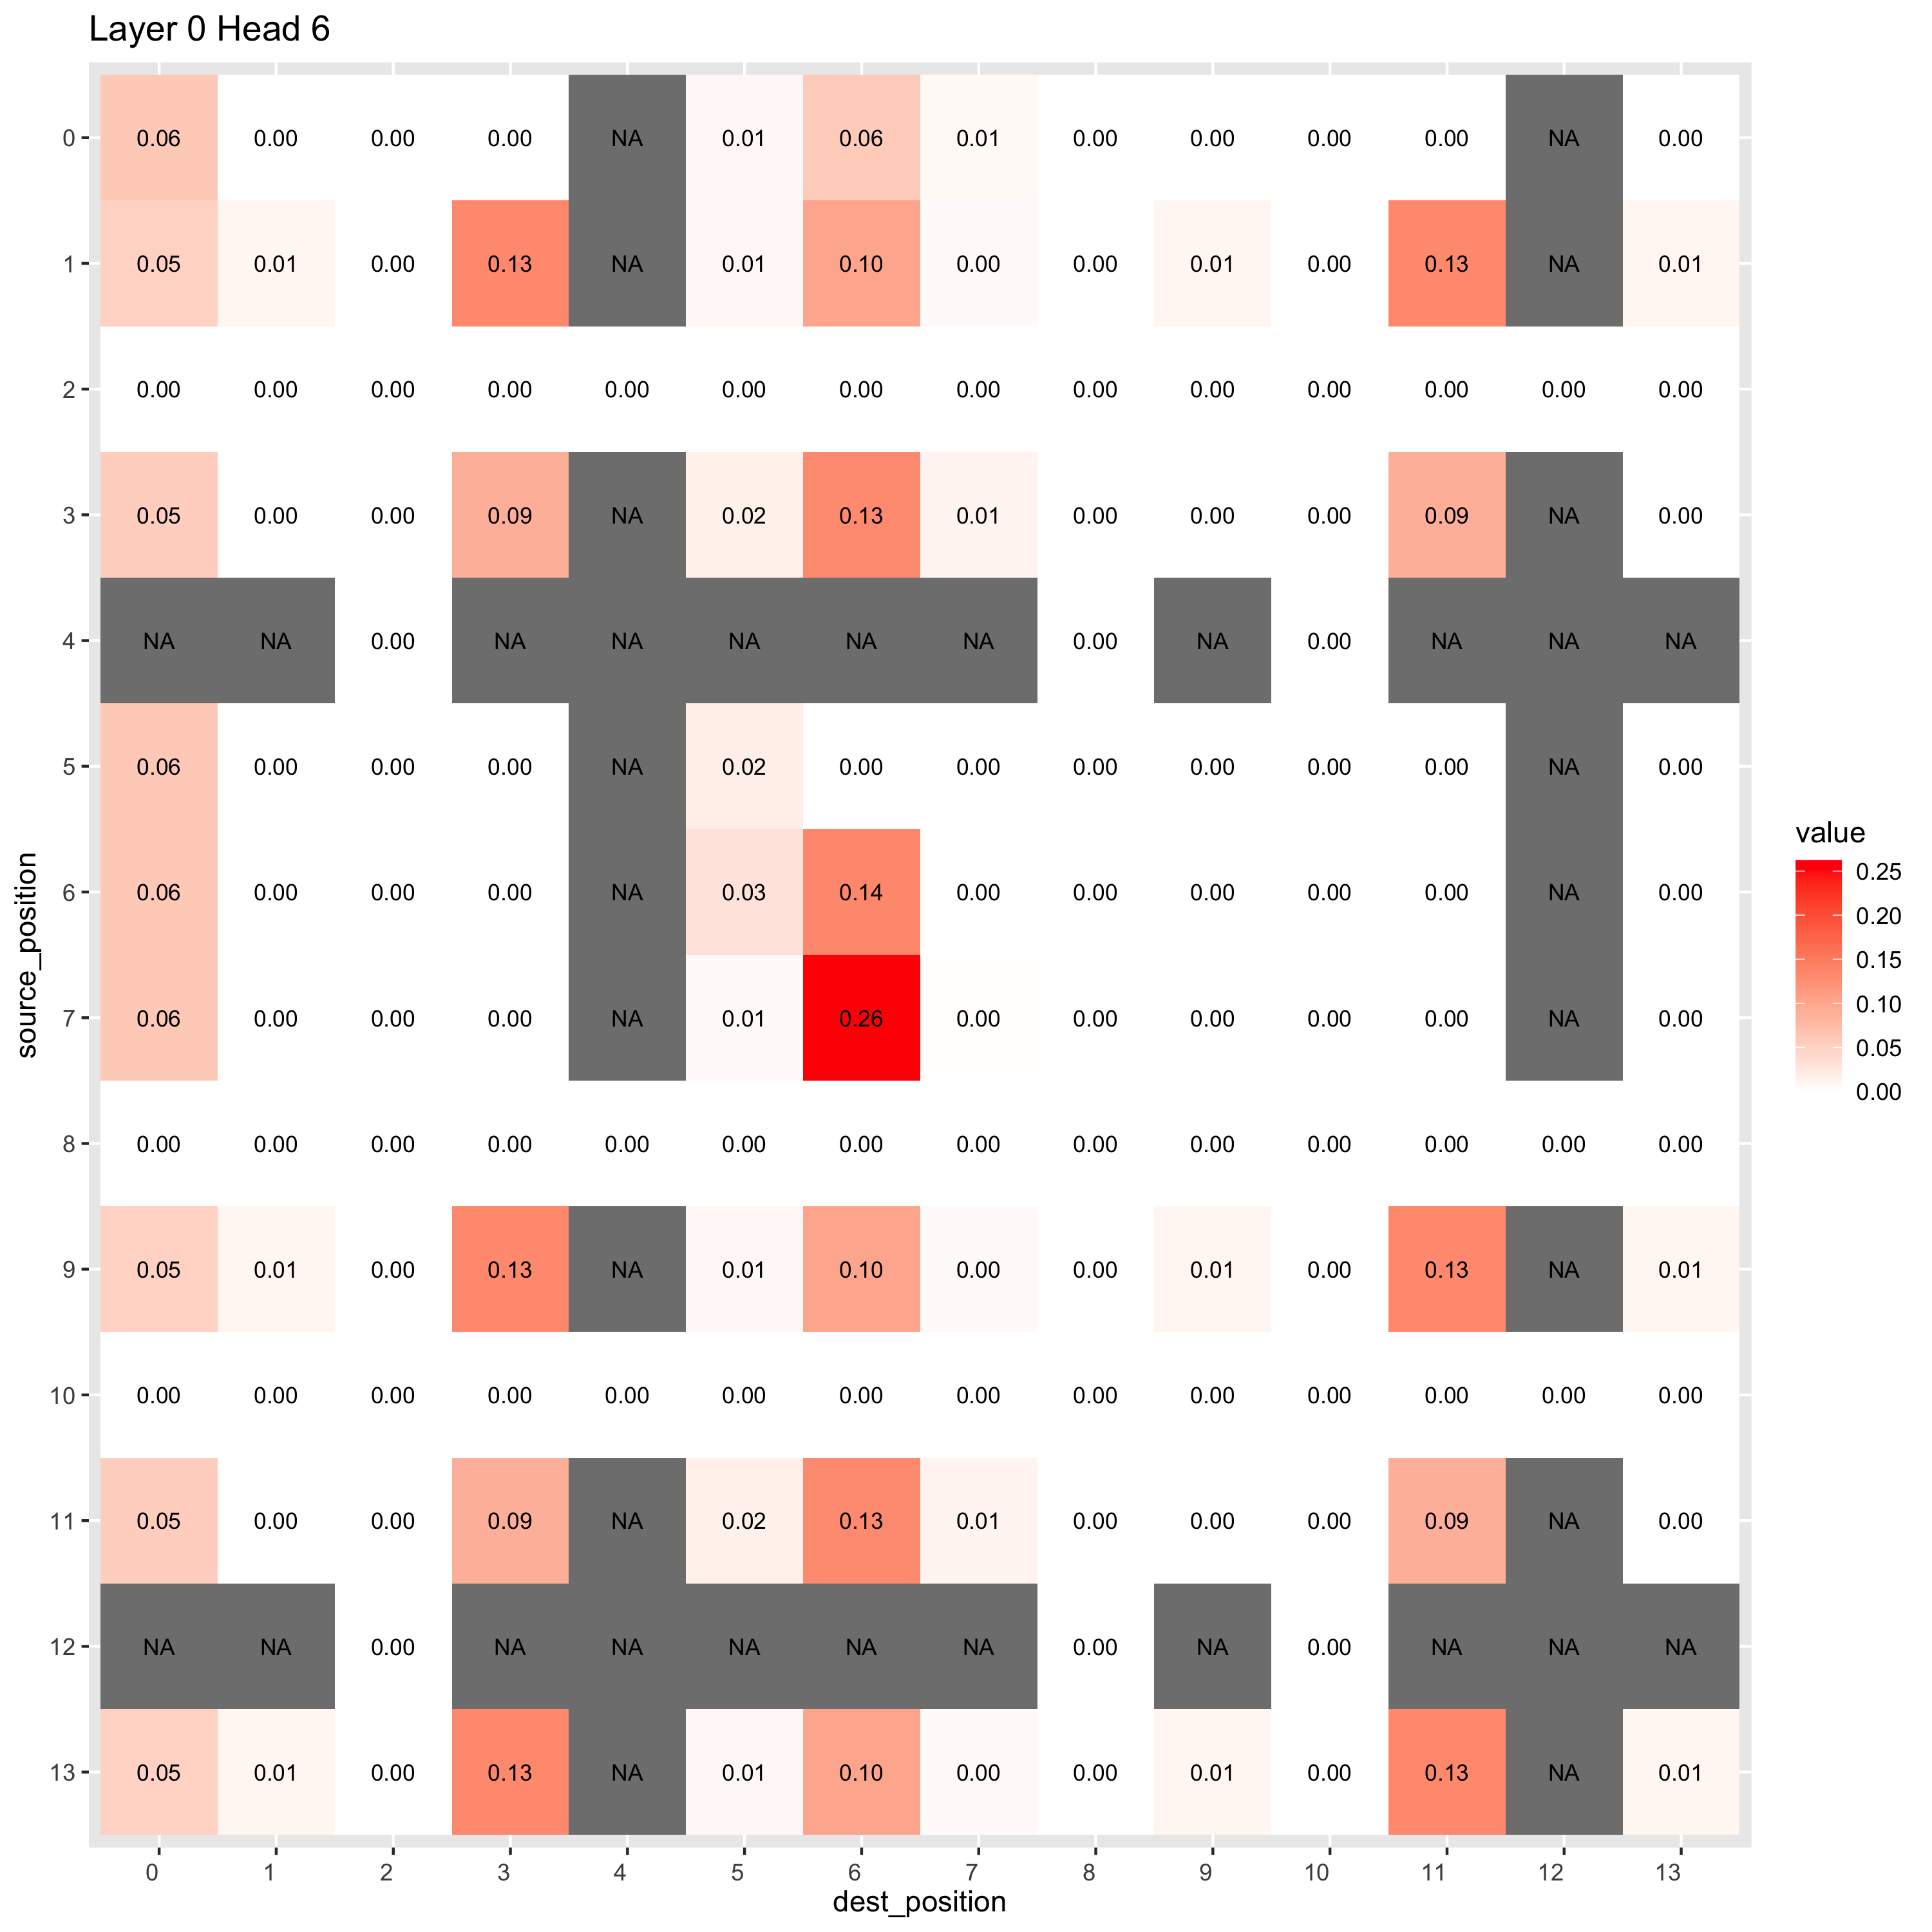 Layer 0 Head 6
0 0.06 0.00 0.00 0.00 NA 0.01 0.06 0.01 0.00 0.00 0.00 0.00 NA 0.00
1 0.05 0.01 0.00 0.13 NA 0.01 0.10 0.00 0.00 0.01 0.00 0.13 NA 0.01
2 0.00 0.00 0.00 0.00 0.00 0.00 0.00 0.00 0.00 0.00 0.00 0.00 0.00 0.00
3 0.05 0.00 0.00 0.09 NA 0.02 0.13 0.01 0.00 0.00 0.00 0.09 NA 0.00
4 NA NA 0.00 NA NA NA NA NA 0.00 NA 0.00 NA NA NA
5 0.06 0.00 0.00 0.00 NA 0.02 0.00 0.00 0.00 0.00 0.00 0.00 NA 0.00
6 0.06 0.00 0.00 0.00 NA 0.03 0.14 0.00 0.00 0.00 0.00 0.00 NA 0.00
7 0.06 0.00 0.00 0.00 NA 0.01 0.26 0.00 0.00 0.00 0.00 0.00 NA 0.00
8 0.00 0.00 0.00 0.00 0.00 0.00 0.00 0.00 0.00 0.00 0.00 0.00 0.00 0.00
9 0.05 0.01 0.00 0.13 NA 0.01 0.10 0.00 0.00 0.01 0.00 0.13 NA 0.01
10 0.00 0.00 0.00 0.00 0.00 0.00 0.00 0.00 0.00 0.00 0.00 0.00 0.00 0.00
11 0.05 0.00 0.00 0.09 NA 0.02 0.13 0.01 0.00 0.00 0.00 0.09 NA 0.00
12 NA NA 0.00 NA NA NA NA NA 0.00 NA 0.00 NA NA NA
13 0.05 0.01 0.00 0.13 NA 0.01 0.10 0.00 0.00 0.01 0.00 0.13 NA 0.01
0 1 2 3 4 5 6 7 8 9 10 11 12 13
dest_position
source_position
value
0.25
0.20
0.15
0.10
0.05
0.00